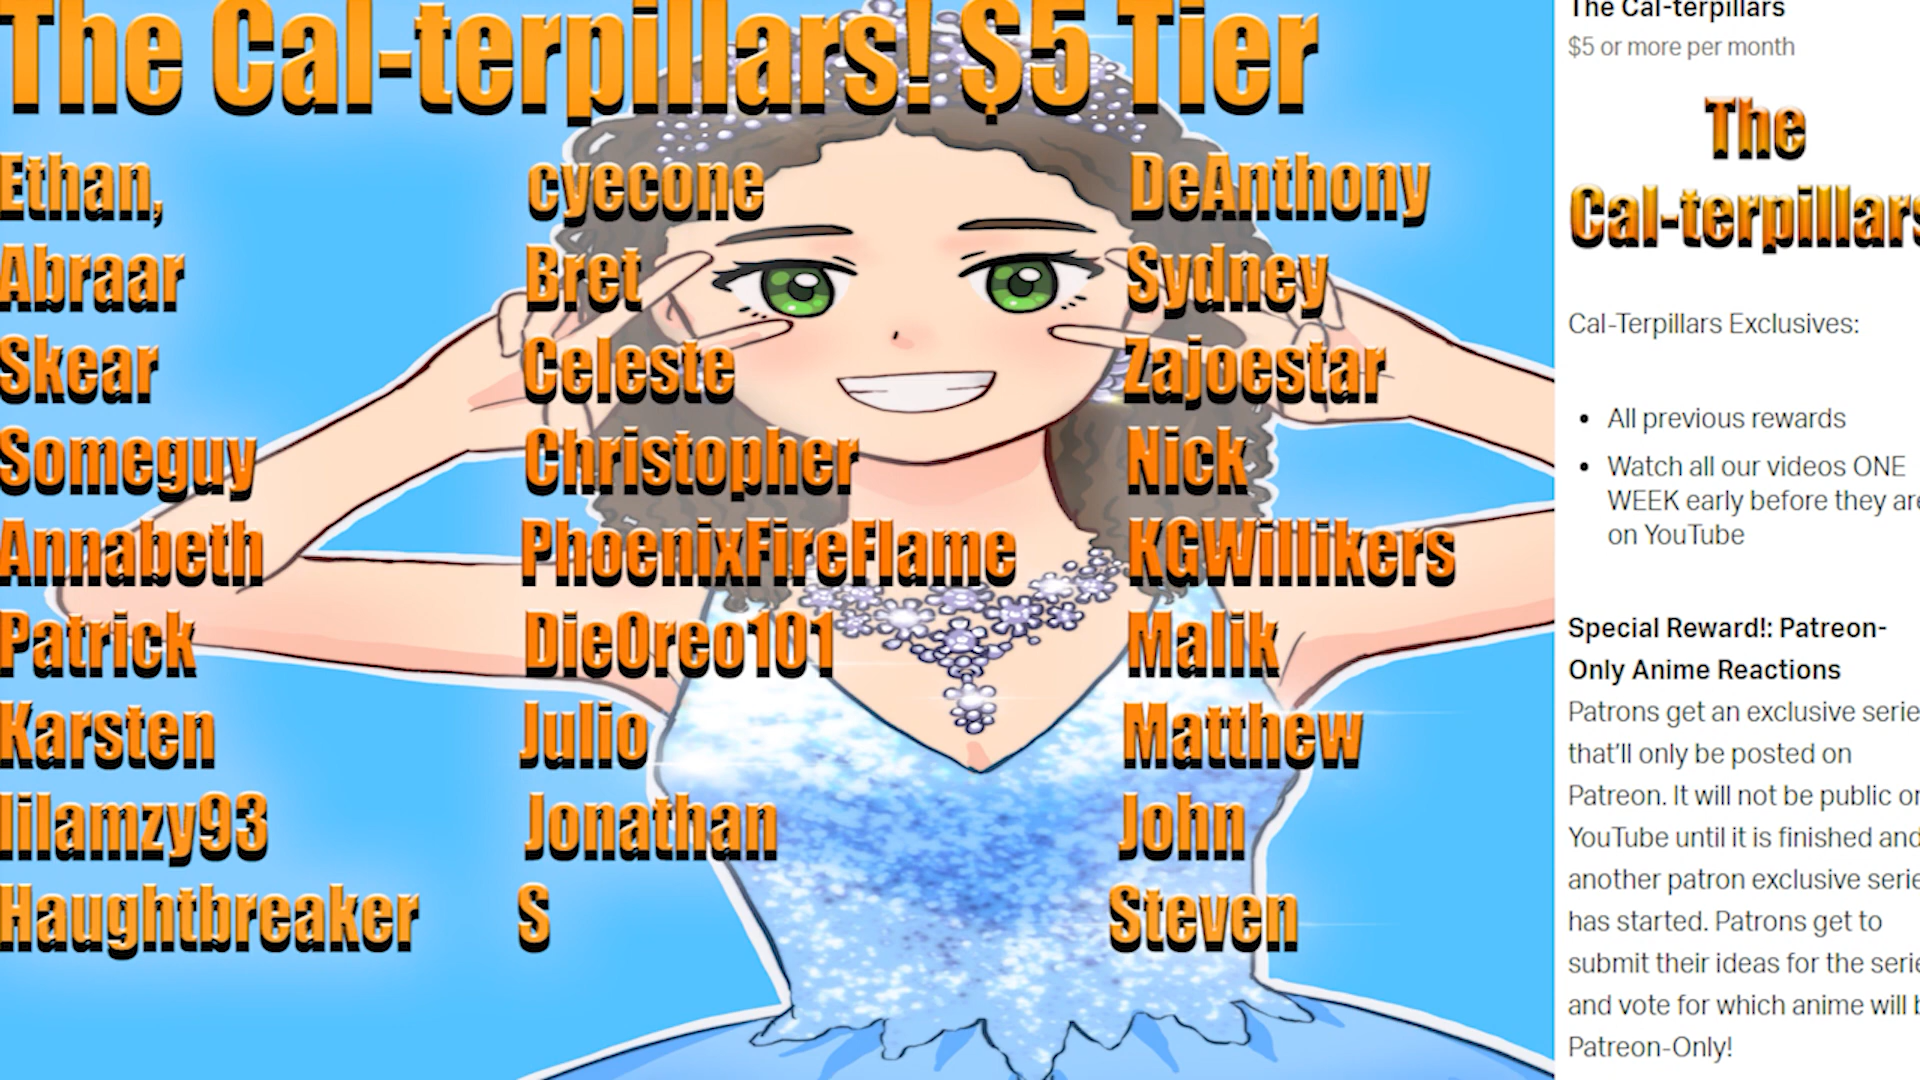 The Cal-terpillars! $5 Tier
Ethan,
Abraar
Skear
Someguy
Annabeth
Patrick
Karsten
lilamzy93
Haughtbreaker
cyecone
Bret
Celeste
Christopher
PhoenixFireFlame
DieOreo101
Julio
Jonathan
S
DeAnthony
Sydney
Zajoestar
Nick
KGWillikers
Malik
Matthew
John
Steven
The Cal-terpillars
$5 or more per month
The
Cal-terpillars
Cal-Terpillars Exclusives:
• All previous rewards
• Watch all our videos ONE
WEEK early before they are
on YouTube
Special Reward!: Patreon-
Only Anime Reactions
Patrons get an exclusive serie
that'll only be posted on
Patreon. It will not be public on
YouTube until it is finished and
another patron exclusive serie
has started. Patrons get to
submit their ideas for the serie
and vote for which anime will b
Patreon-Only!